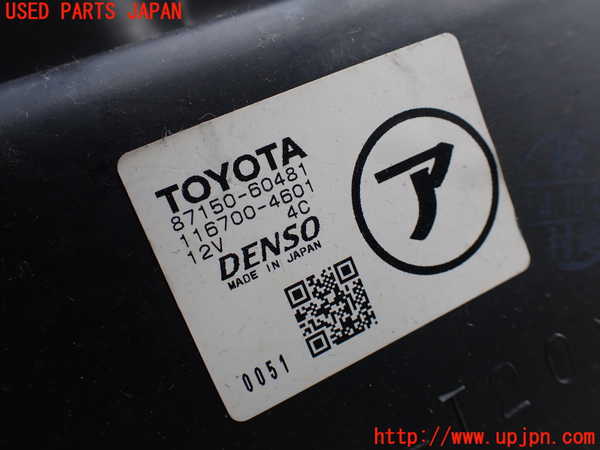 USED PARTS JAPAN
TOYOTA
87150-60481
116700-4601
12V 4C
DENSO
MADE IN JAPAN
0051
ア
http://www.upjpn.com/